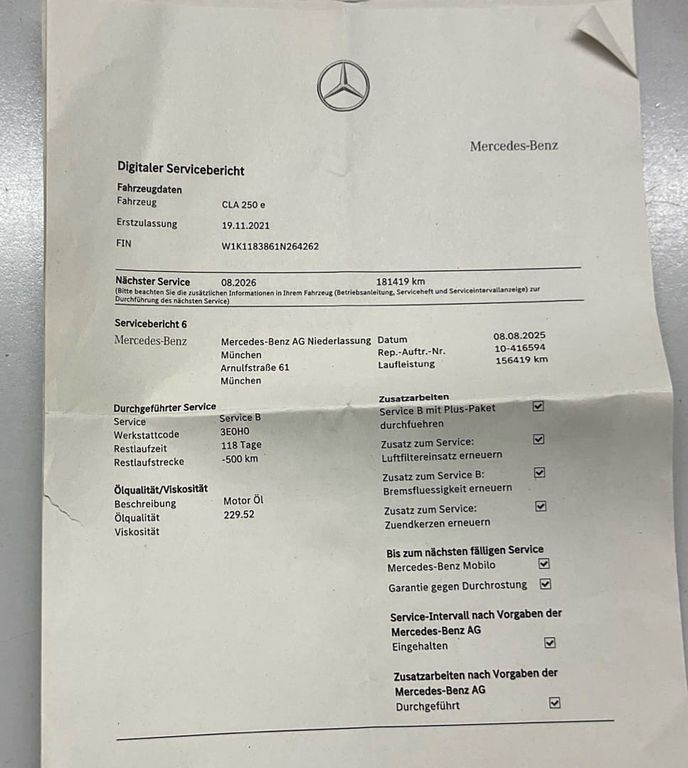 Mercedes-Benz
Digitaler Servicebericht
Fahrzeugdaten
Fahrzeug CLA 250 e
Erstzulassung 19.11.2021
FIN W1K1183861N264262
Nächster Service 08.2026 181419 km
(Bitte beachten Sie die zusätzlichen Informationen in Ihrem Fahrzeug (Betriebsanleitung, Serviceheft und Serviceintervallanzeige) zur
Durchführung des nächsten Service)
Servicebericht 6
Mercedes-Benz Mercedes-Benz AG Niederlassung
München
Arnulfstraße 61
München
Datum 08.08.2025
Rep.-Auftr.-Nr. 10-416594
Laufleistung 156419 km
Durchgeführter Service
Service Service B
Werkstattcode 3E0H0
Restlaufzeit 118 Tage
Restlaufstrecke -500 km
Ölqualität/Viskosität
Beschreibung Motor Öl
Ölqualität 229.52
Viskosität
Zusatzarbeiten
Service B mit Plus-Paket
durchfuehren
Zusatz zum Service:
Luftfiltereinsatz erneuern
Zusatz zum Service B:
Bremsfluessigkeit erneuern
Zusatz zum Service:
Zuendkerzen erneuern
Bis zum nächsten fälligen Service
Mercedes-Benz Mobilo
Garantie gegen Durchrostung
Service-Intervall nach Vorgaben der
Mercedes-Benz AG
Eingehalten
Zusatzarbeiten nach Vorgaben der
Mercedes-Benz AG
Durchgeführt